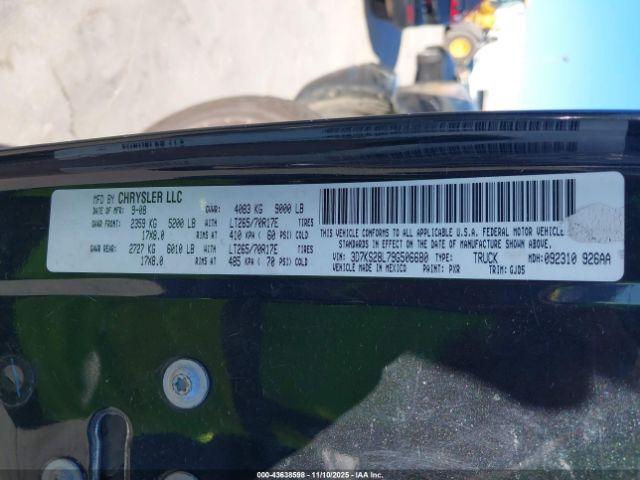 MFD BY CHRYSLER LLC
DATE OF MFR: 9-08 GVWR: 4083 KG 9000 LB
GAWR FRONT: 2359 KG 5200 LB WITH LT265/70R17E TIRES
17X8.0 RIMS AT 410 KPA ( 60 PSI) COLD
GAWR REAR: 2727 KG 6010 LB WITH LT265/70R17E TIRES
17X8.0 RIMS AT 485 KPA ( 70 PSI) COLD
THIS VEHICLE CONFORMS TO ALL APPLICABLE U.S.A. FEDERAL MOTOR VEHICLE
STANDARDS IN EFFECT ON THE DATE OF MANUFACTURE SHOWN ABOVE
VIN: 3D7KS28L79G506680 TYPE: TRUCK MDH: 092310 926AA
VEHICLE MADE IN MEXICO PAINT: PXR TRIM: GJD5
000-43638598 - 11/10/2025 - IAAI.COM